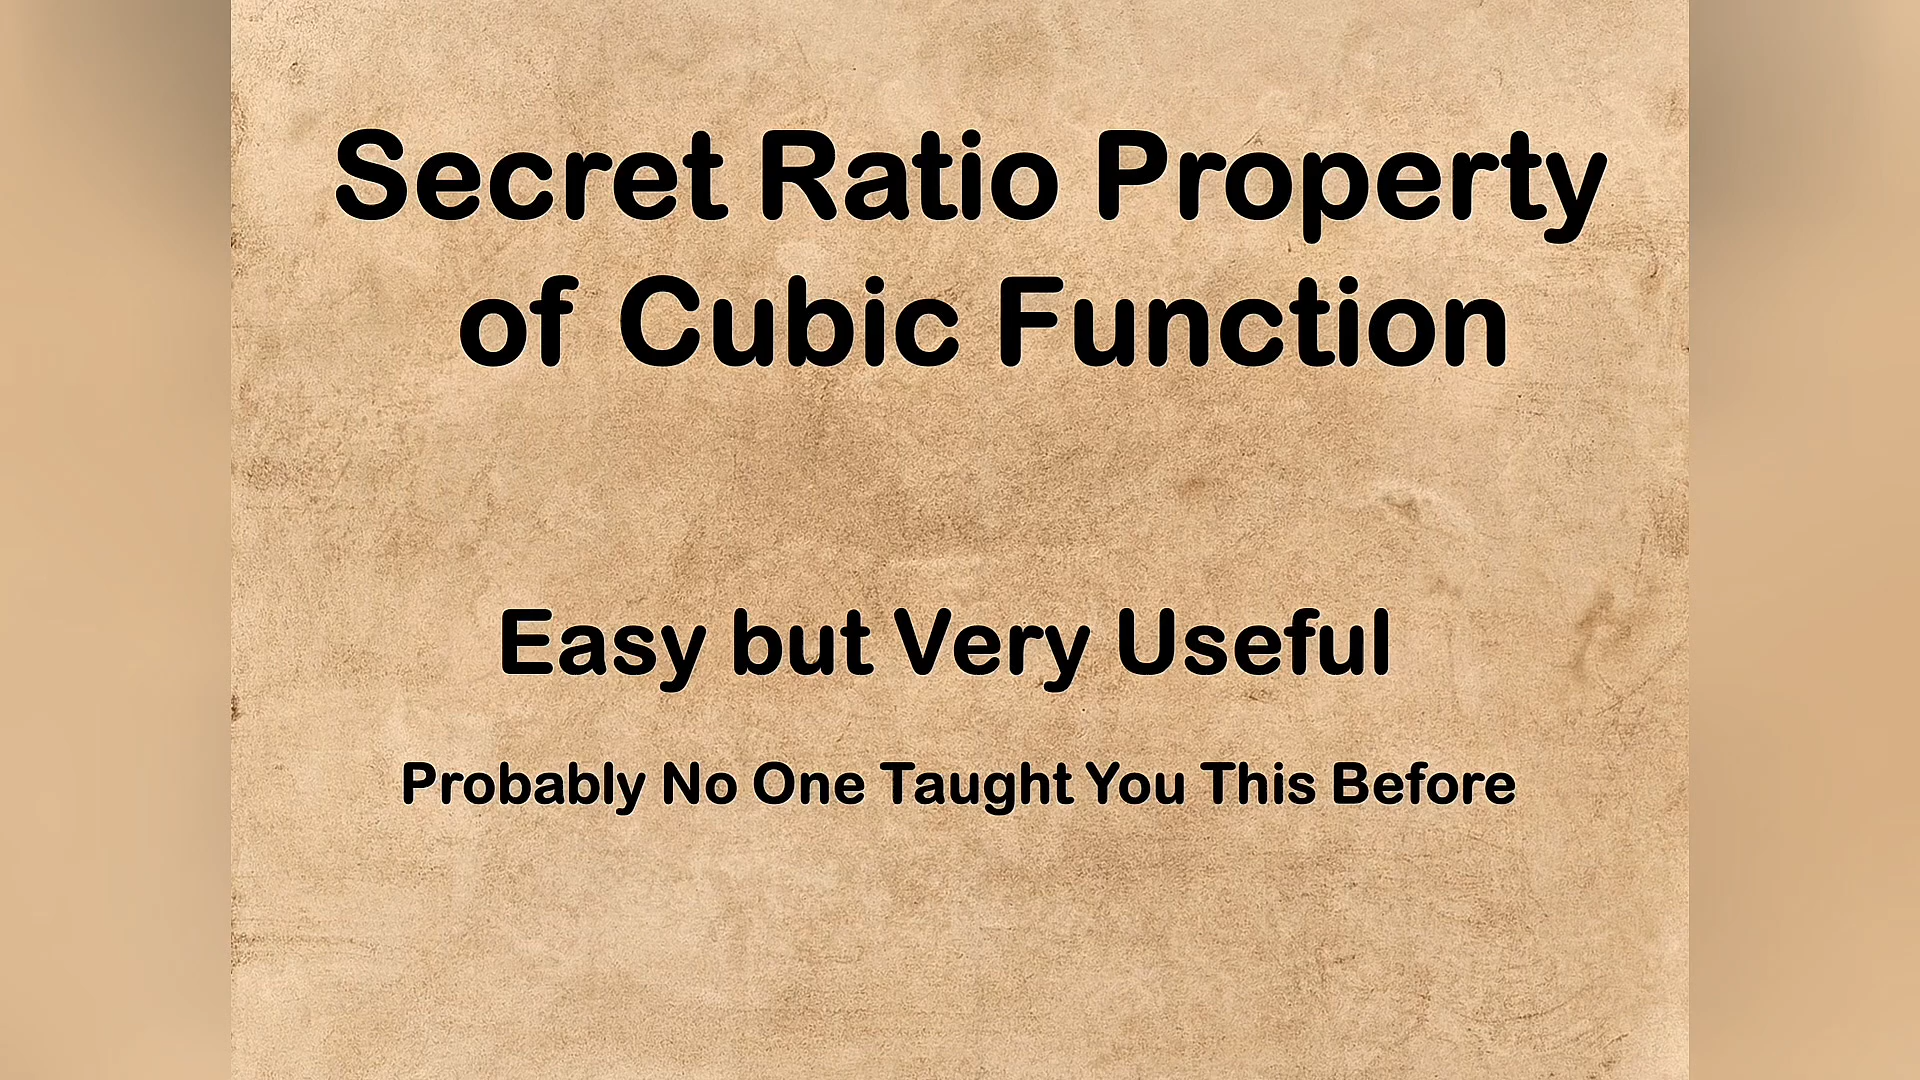 Secret Ratio Property
of Cubic Function
Easy but Very Useful
Probably No One Taught You This Before